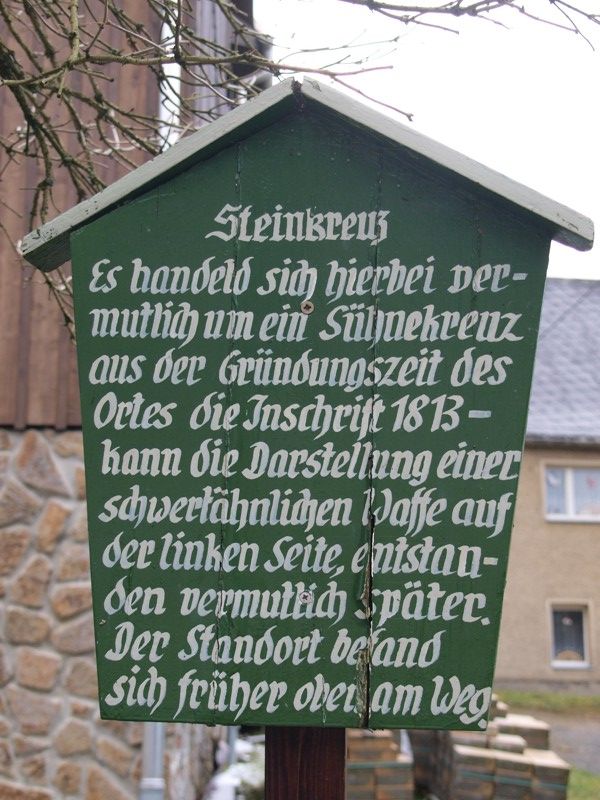 Steinkreuz
Es handeld sich hierbei ver-
mutlich um ein Sühnekreuz
aus der Gründungszeit des
Ortes die Inschrift 1813 -
kann die Darstellung einer
schwertähnlichen Waffe auf
der linken Seite, entstan-
den vermutlich später.
Der Standort befand
sich früher oben am Weg.